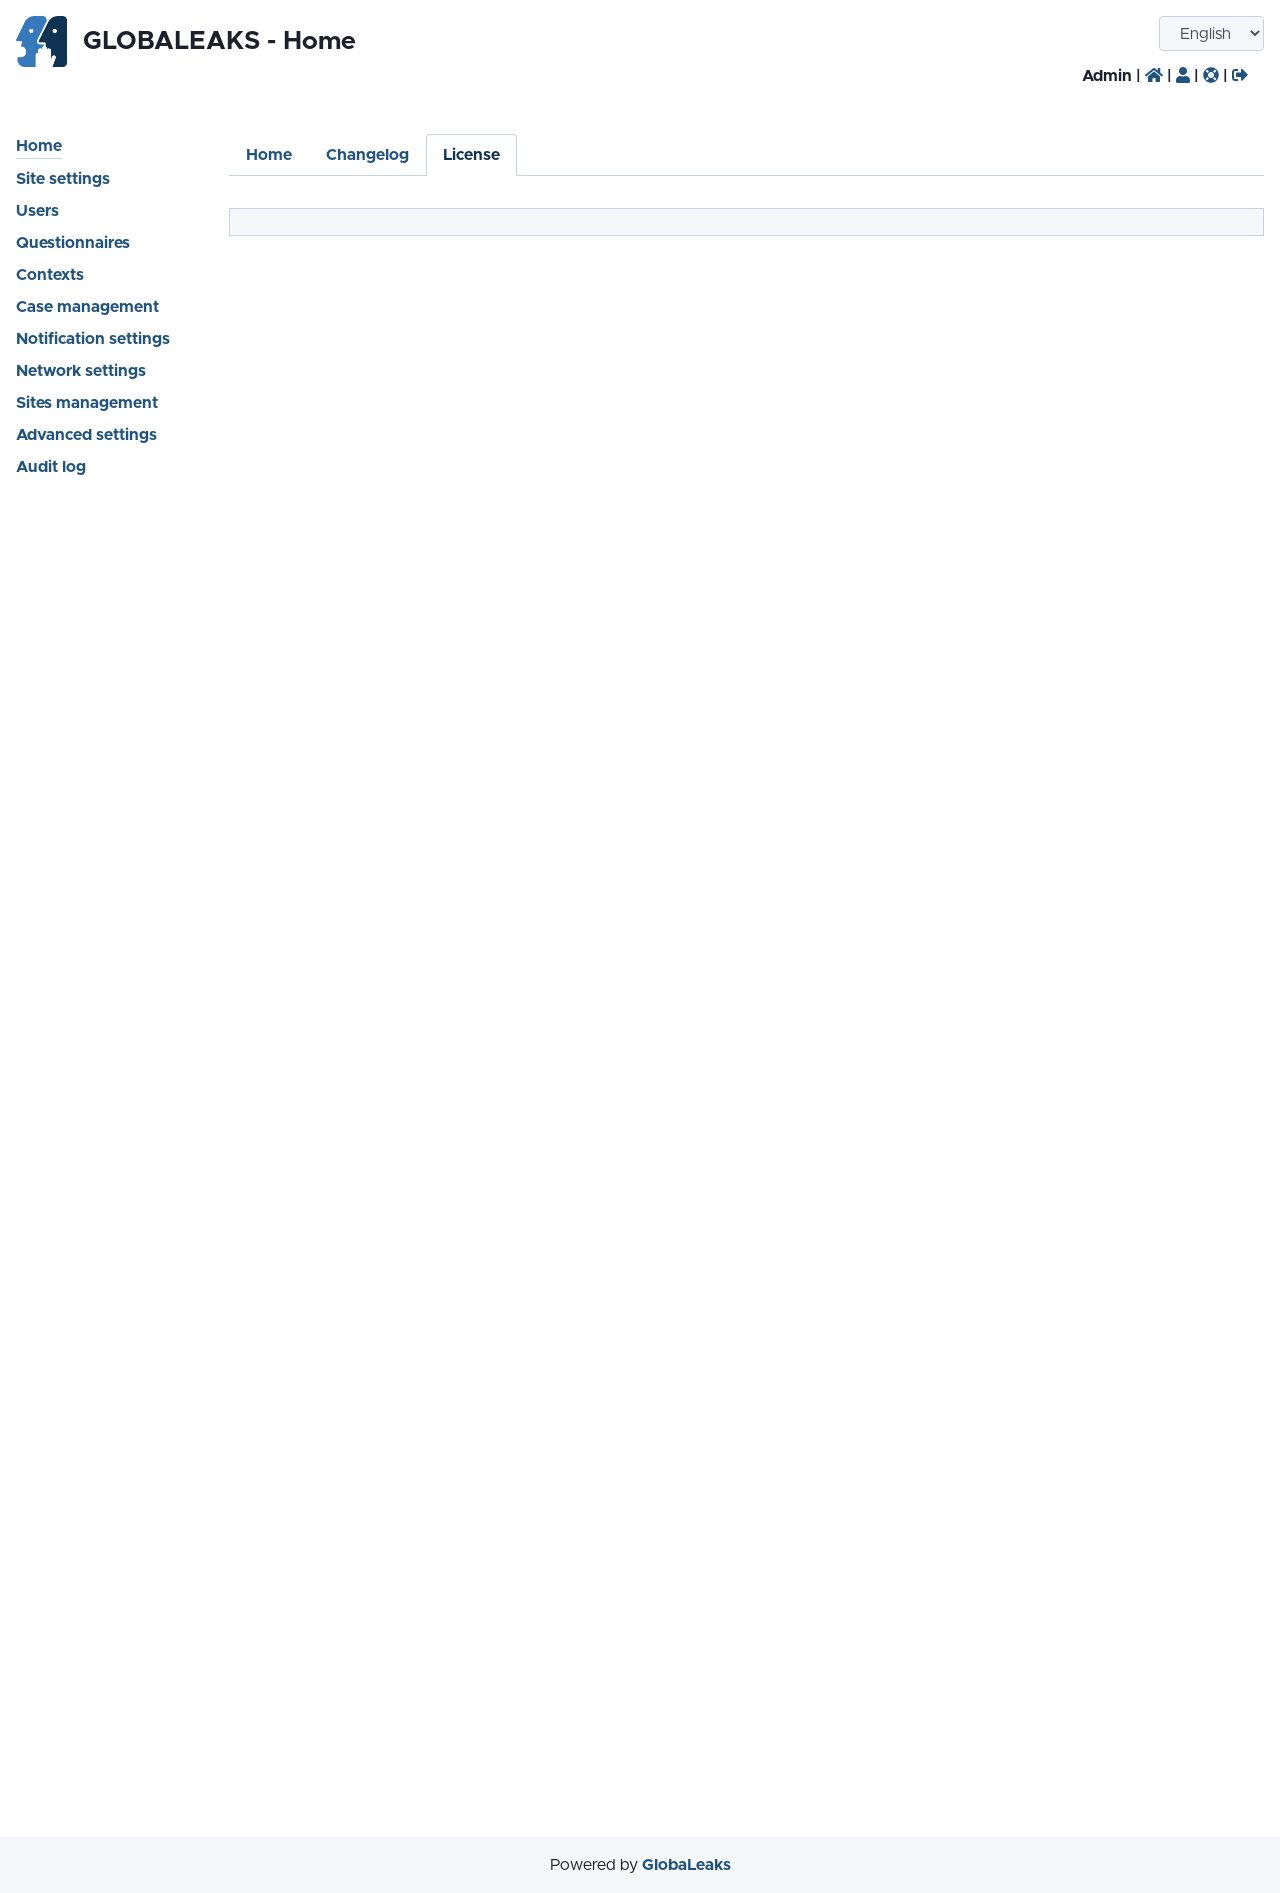 GLOBALEAKS - Home
English
Admin | | | |
Home
Site settings
Users
Questionnaires
Contexts
Case management
Notification settings
Network settings
Sites management
Advanced settings
Audit log
Home Changelog License
Powered by GlobaLeaks